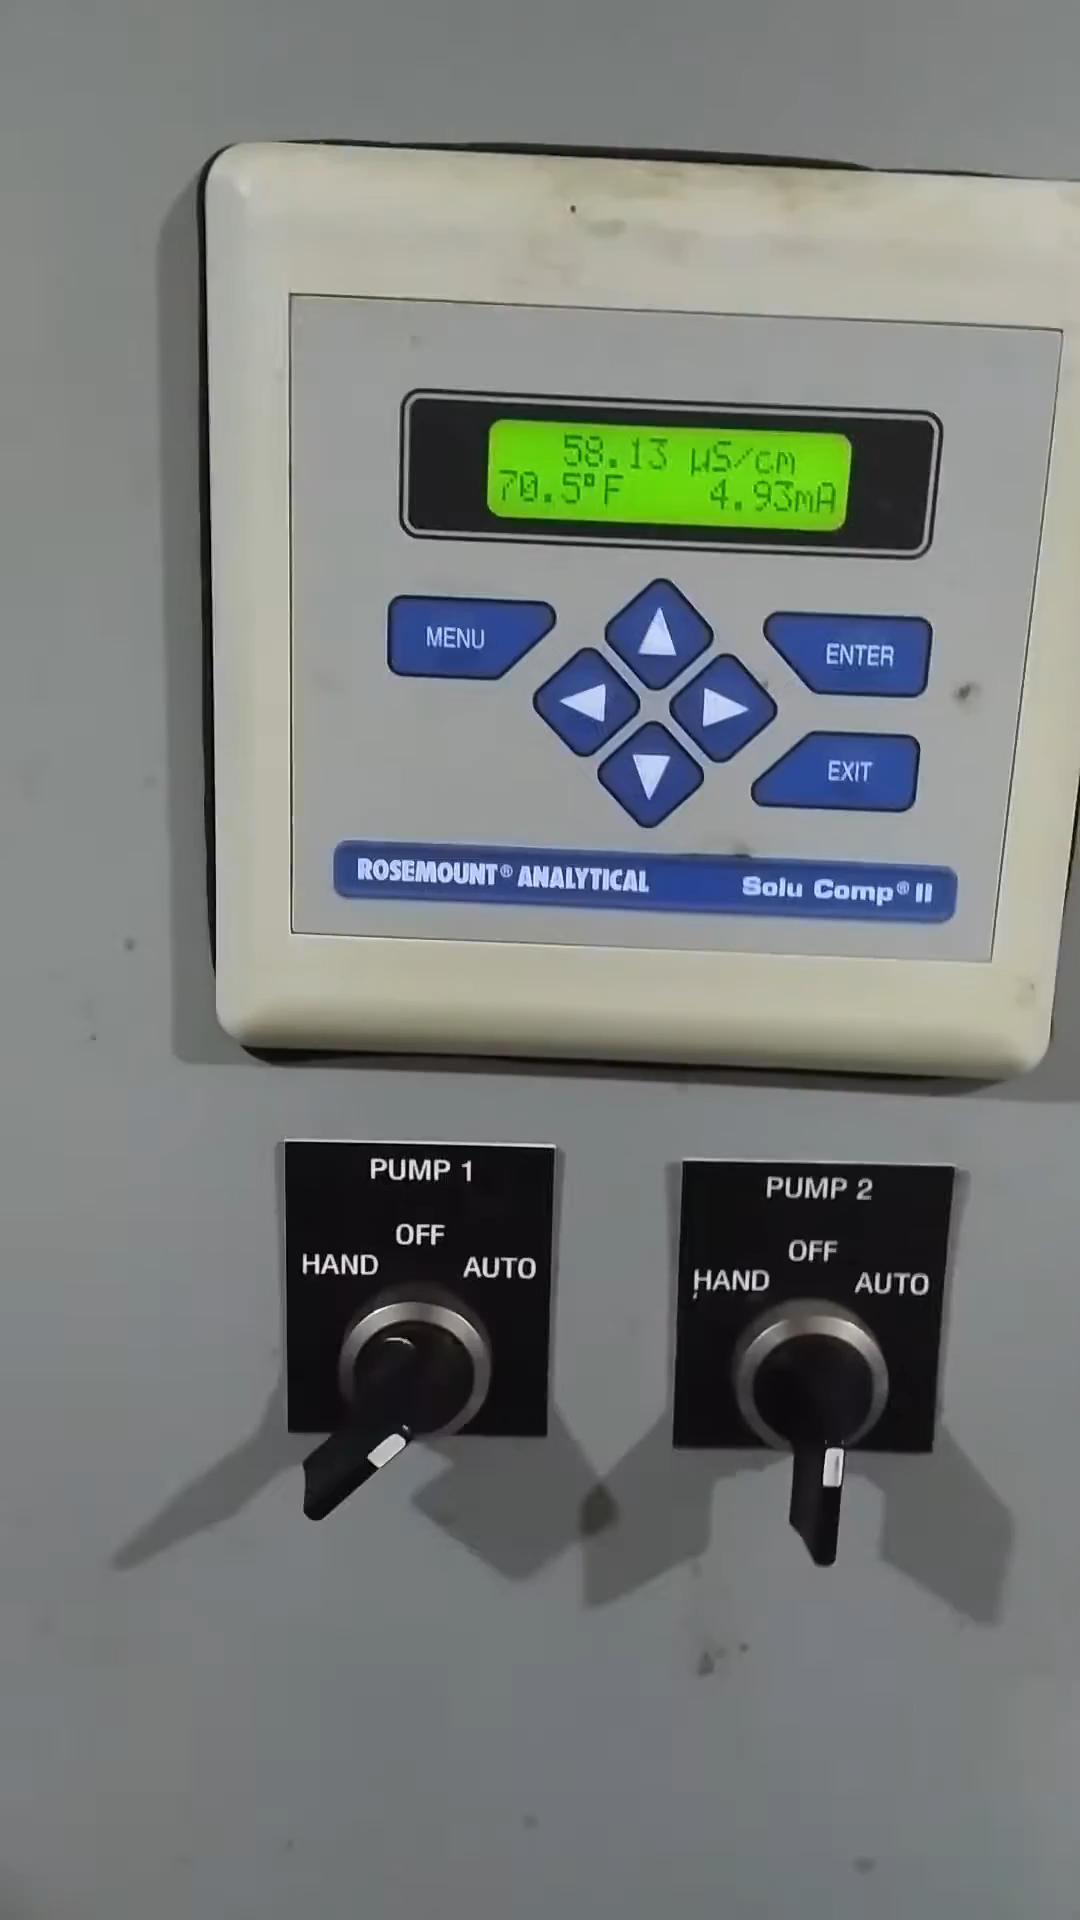 58.13 µS/cm
70.5°F 4.93mA
MENU
ENTER
EXIT
ROSEMOUNT® ANALYTICAL Solu Comp® II
PUMP 1
OFF
HAND AUTO
PUMP 2
OFF
HAND AUTO